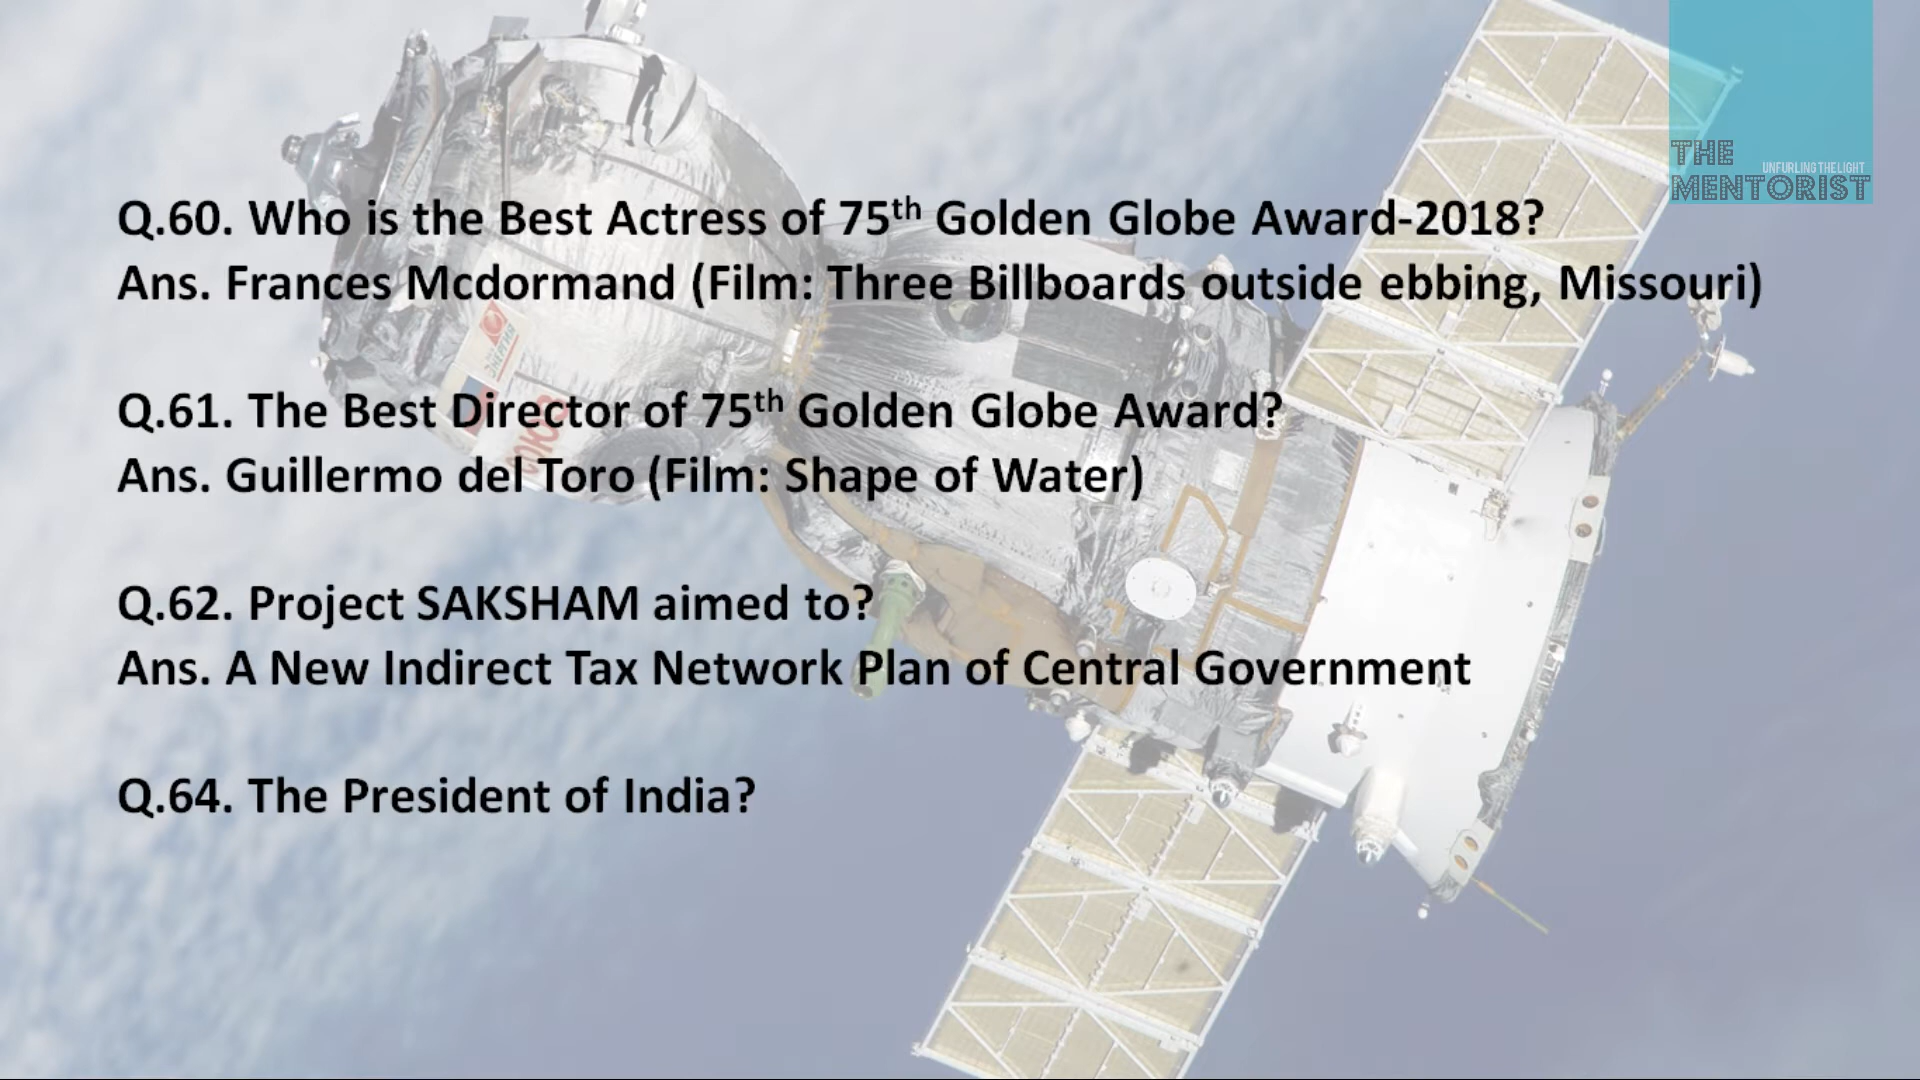 THE
UNFURLING THE LIGHT
MENTORIST
Q.60. Who is the Best Actress of 75th Golden Globe Award-2018?
Ans. Frances Mcdormand (Film: Three Billboards outside ebbing, Missouri)
Q.61. The Best Director of 75th Golden Globe Award?
Ans. Guillermo del Toro (Film: Shape of Water)
Q.62. Project SAKSHAM aimed to?
Ans. A New Indirect Tax Network Plan of Central Government
Q.64. The President of India?
ЭНЕРГИЯ
СОЮЗ